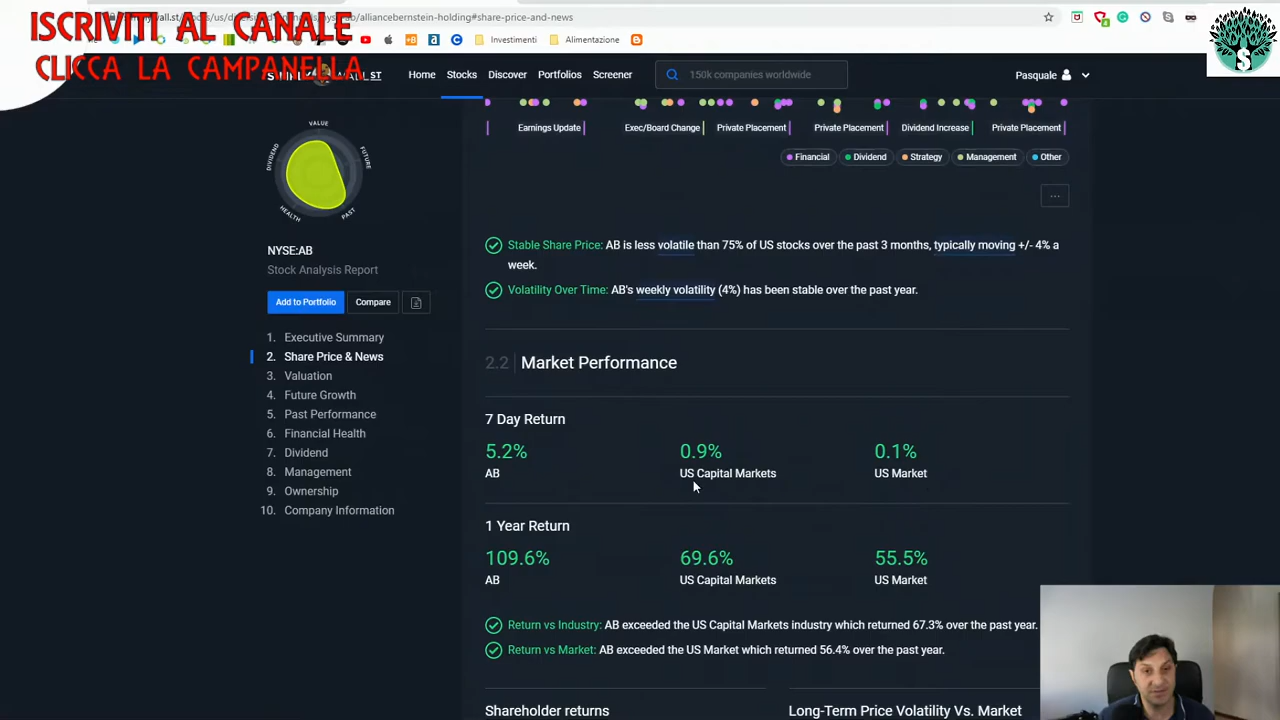 ISCRIVITI AL CANALE
CLICCA LA CAMPANELLA
/alliancebernstein-holding#share-price-and-news
Investimenti
Alimentazione
Home
Stocks
Discover
Portfolios
Screener
150k companies worldwide
Pasquale
Earnings Update
Exec/Board Change
Private Placement
Private Placement
Dividend Increase
Private Placement
Financial
Dividend
Strategy
Management
Other
VALUE
FUTURE
PAST
HEALTH
DIVIDEND
NYSE:AB
Stock Analysis Report
Add to Portfolio
Compare
1. Executive Summary
2. Share Price & News
3. Valuation
4. Future Growth
5. Past Performance
6. Financial Health
7. Dividend
8. Management
9. Ownership
10. Company Information
Stable Share Price: AB is less volatile than 75% of US stocks over the past 3 months, typically moving +/- 4% a
week.
Volatility Over Time: AB's weekly volatility (4%) has been stable over the past year.
2.2 Market Performance
7 Day Return
5.2% 0.9% 0.1%
AB US Capital Markets US Market
1 Year Return
109.6% 69.6% 55.5%
AB US Capital Markets US Market
Return vs Industry: AB exceeded the US Capital Markets industry which returned 67.3% over the past year.
Return vs Market: AB exceeded the US Market which returned 56.4% over the past year.
Shareholder returns
Long-Term Price Volatility Vs. Market